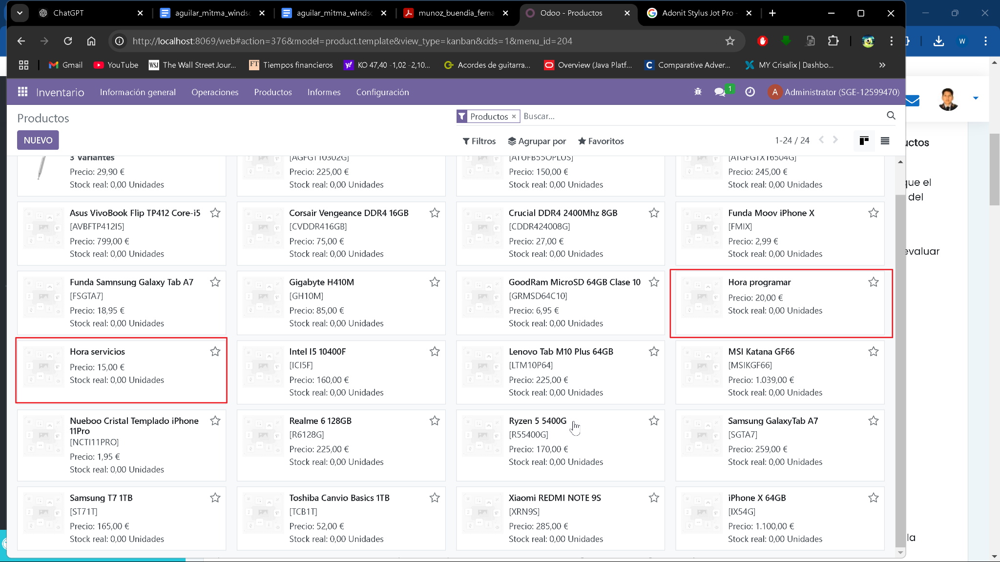 ChatGPT
aguilar_mitma_windsc
aguilar_mitma_windsc
munoz_buendia_ferna
Odoo - Productos
Adonit Stylus Jot Pro -
http://localhost:8069/web#action=376&model=product.template&view_type=kanban&cids=1&menu_id=204
W
Gmail
YouTube
WSJ
The Wall Street Jour...
FT
Tiempos financieros
KO 47,40 -1,02 -2,10...
Acordes de guitarra...
Overview (Java Platf...
C
Comparative Adver...
MY Crisalix | Dashbo...
Inventario
Información general
Operaciones
Productos
Informes
Configuración
1
A
Administrator (SGE-12599470)
Productos
Productos ×
Buscar...
NUEVO
Filtros
Agrupar por
Favoritos
1-24 / 24
uctos
que el
del
evaluar
la
3 Variantes
Precio: 29,90 €
Stock real: 0,00 Unidades
[AGFGT10302G]
Precio: 225,00 €
Stock real: 0,00 Unidades
[ATUFB55OPLUS]
Precio: 150,00 €
Stock real: 0,00 Unidades
[ATGFGTX16504G]
Precio: 245,00 €
Stock real: 0,00 Unidades
Asus VivoBook Flip TP412 Core-i5
[AVBFTP412I5]
Precio: 799,00 €
Stock real: 0,00 Unidades
Corsair Vengeance DDR4 16GB
[CVDDR416GB]
Precio: 75,00 €
Stock real: 0,00 Unidades
Crucial DDR4 2400Mhz 8GB
[CDDR424008G]
Precio: 27,00 €
Stock real: 0,00 Unidades
Funda Moov iPhone X
[FMIX]
Precio: 2,99 €
Stock real: 0,00 Unidades
Funda Samnsung Galaxy Tab A7
[FSGTA7]
Precio: 18,95 €
Stock real: 0,00 Unidades
Gigabyte H410M
[GH10M]
Precio: 85,00 €
Stock real: 0,00 Unidades
GoodRam MicroSD 64GB Clase 10
[GRMSD64C10]
Precio: 6,95 €
Stock real: 0,00 Unidades
Hora programar
Precio: 20,00 €
Stock real: 0,00 Unidades
Hora servicios
Precio: 15,00 €
Stock real: 0,00 Unidades
Intel I5 10400F
[ICI5F]
Precio: 160,00 €
Stock real: 0,00 Unidades
Lenovo Tab M10 Plus 64GB
[LTM10P64]
Precio: 225,00 €
Stock real: 0,00 Unidades
MSI Katana GF66
[MSIKGF66]
Precio: 1.039,00 €
Stock real: 0,00 Unidades
Nueboo Cristal Templado iPhone
11Pro
[NCTI11PRO]
Precio: 1,95 €
Stock real: 0,00 Unidades
Realme 6 128GB
[R6128G]
Precio: 225,00 €
Stock real: 0,00 Unidades
Ryzen 5 5400G
[R55400G]
Precio: 170,00 €
Stock real: 0,00 Unidades
Samsung GalaxyTab A7
[SGTA7]
Precio: 259,00 €
Stock real: 0,00 Unidades
Samsung T7 1TB
[ST71T]
Precio: 165,00 €
Stock real: 0,00 Unidades
Toshiba Canvio Basics 1TB
[TCB1T]
Precio: 52,00 €
Stock real: 0,00 Unidades
Xiaomi REDMI NOTE 9S
[XRN9S]
Precio: 285,00 €
Stock real: 0,00 Unidades
iPhone X 64GB
[IX54G]
Precio: 1.100,00 €
Stock real: 0,00 Unidades